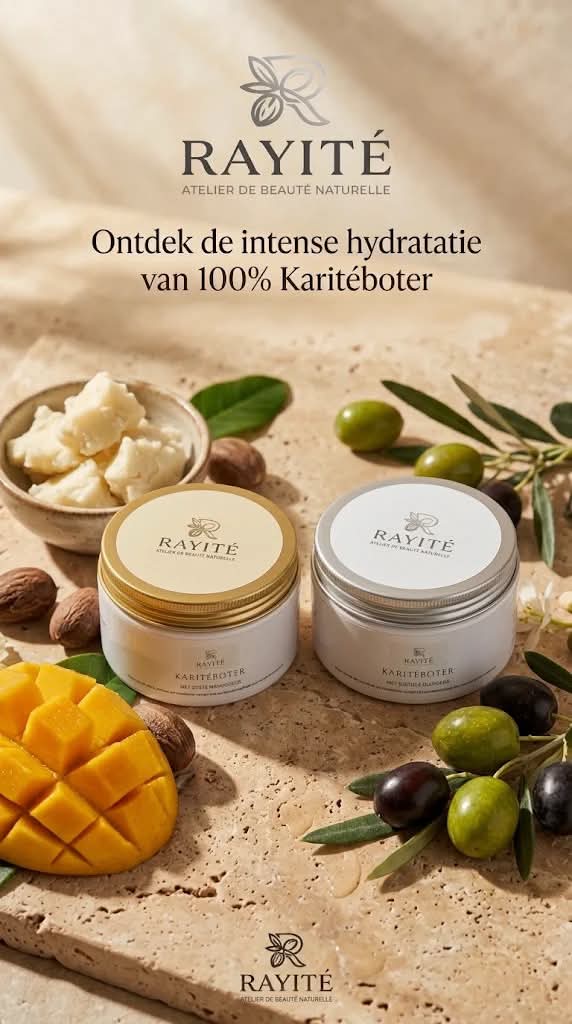 RAYITÉ
ATELIER DE BEAUTÉ NATURELLE
Ontdek de intense hydratatie
van 100% Karitéboter
RAYITÉ
ATELIER DE BEAUTÉ NATURELLE
RAYITÉ
ATELIER DE BEAUTÉ NATURELLE
RAYITÉ
KARITÉBOTER
RAYITÉ
KARITÉBOTER
RAYITÉ
ATELIER DE BEAUTÉ NATURELLE